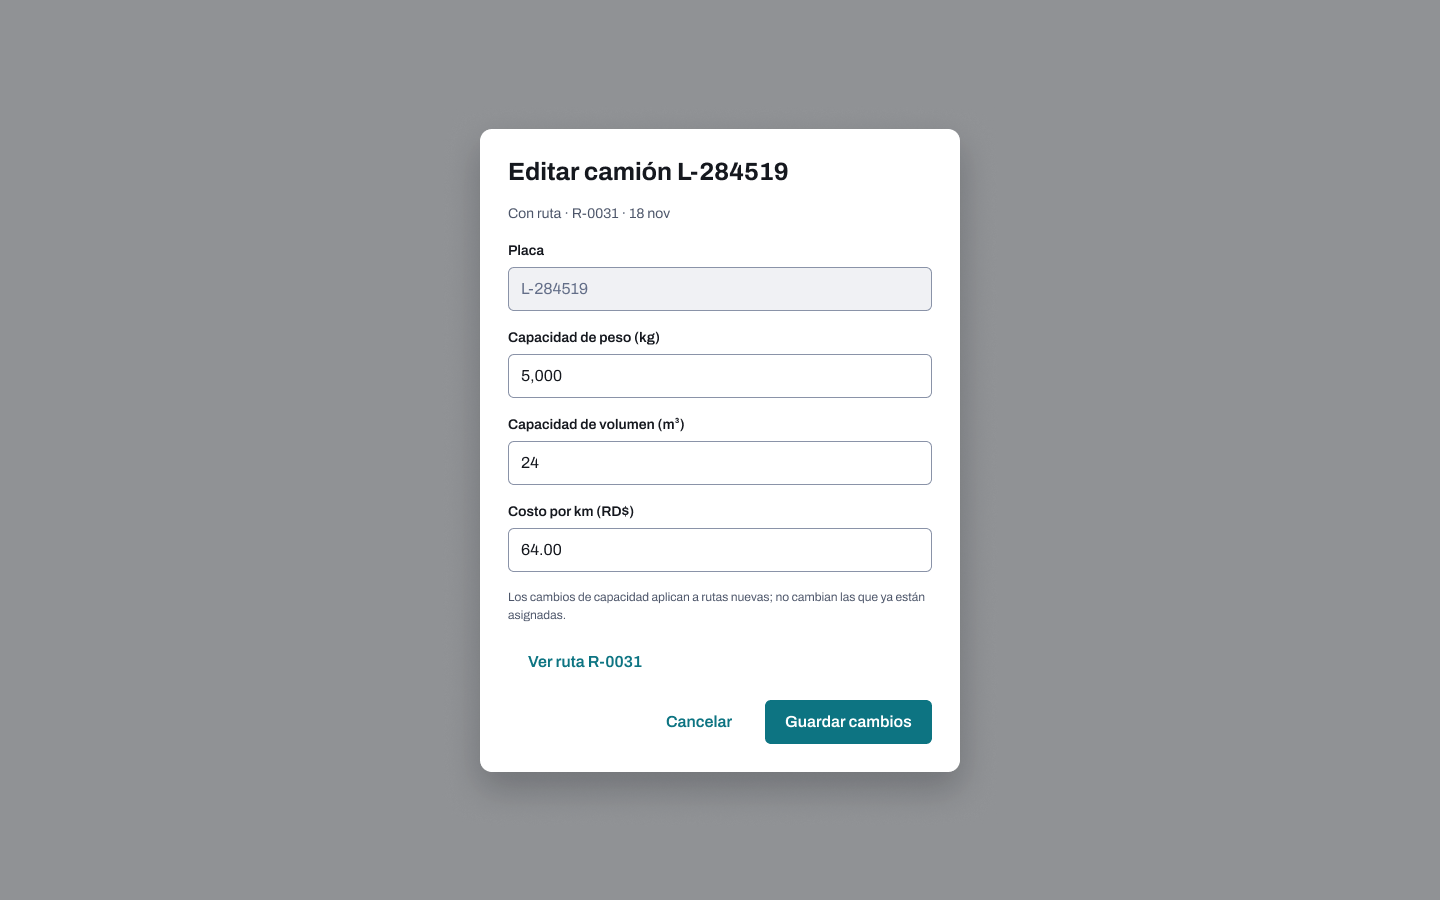 Editar camión L-284519
Con ruta · R-0031 · 18 nov
Placa
L-284519
Capacidad de peso (kg)
5,000
Capacidad de volumen (m³)
24
Costo por km (RD$)
64.00
Los cambios de capacidad aplican a rutas nuevas; no cambian las que ya están
asignadas.
Ver ruta R-0031
Cancelar
Guardar cambios